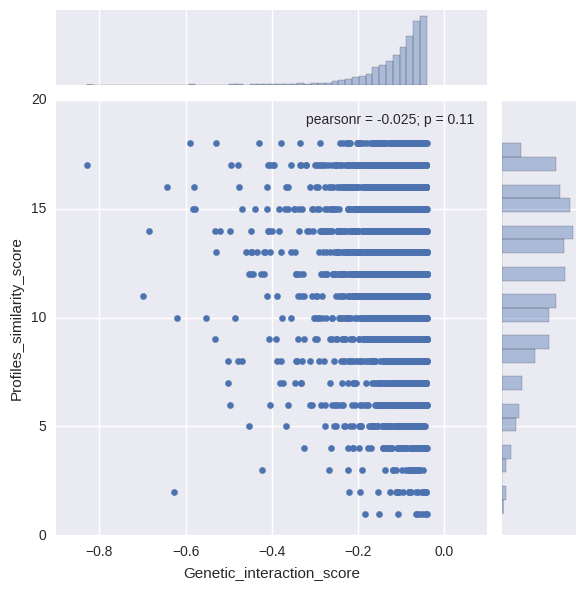 20
pearsonr = -0.025; p = 0.11
15
Profiles_similarity_score
10
5
0
−0.8 −0.6 −0.4 −0.2 0.0
Genetic_interaction_score